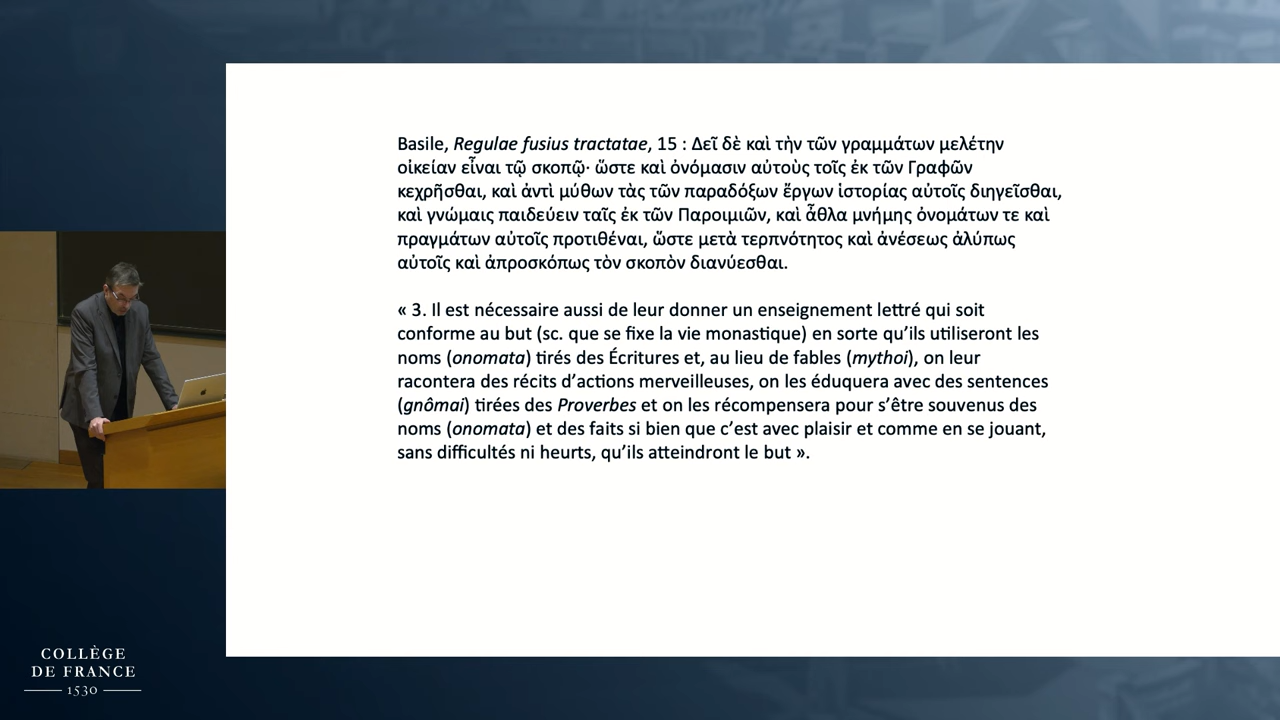 Basile, Regulae fusius tractatae, 15 : Δεῖ δὲ καὶ τὴν τῶν γραμμάτων μελέτην
οἰκείαν εἶναι τῷ σκοπῷ· ὥστε καὶ ὀνόμασιν αὐτοὺς τοῖς ἐκ τῶν Γραφῶν
κεχρῆσθαι, καὶ ἀντὶ μύθων τὰς τῶν παραδόξων ἔργων ἱστορίας αὐτοῖς διηγεῖσθαι,
καὶ γνώμαις παιδεύειν ταῖς ἐκ τῶν Παροιμιῶν, καὶ ἆθλα μνήμης ὀνομάτων τε καὶ
πραγμάτων αὐτοῖς προτιθέναι, ὥστε μετὰ τερπνότητος καὶ ἀνέσεως ἀλύπως
αὐτοῖς καὶ ἀπροσκόπως τὸν σκοπὸν διανύεσθαι.
« 3. Il est nécessaire aussi de leur donner un enseignement lettré qui soit
conforme au but (sc. que se fixe la vie monastique) en sorte qu’ils utiliseront les
noms (onomata) tirés des Écritures et, au lieu de fables (mythoi), on leur
racontera des récits d’actions merveilleuses, on les éduquera avec des sentences
(gnômai) tirées des Proverbes et on les récompensera pour s’être souvenus des
noms (onomata) et des faits si bien que c’est avec plaisir et comme en se jouant,
sans difficultés ni heurts, qu’ils atteindront le but ».
COLLÈGE
DE FRANCE
1530